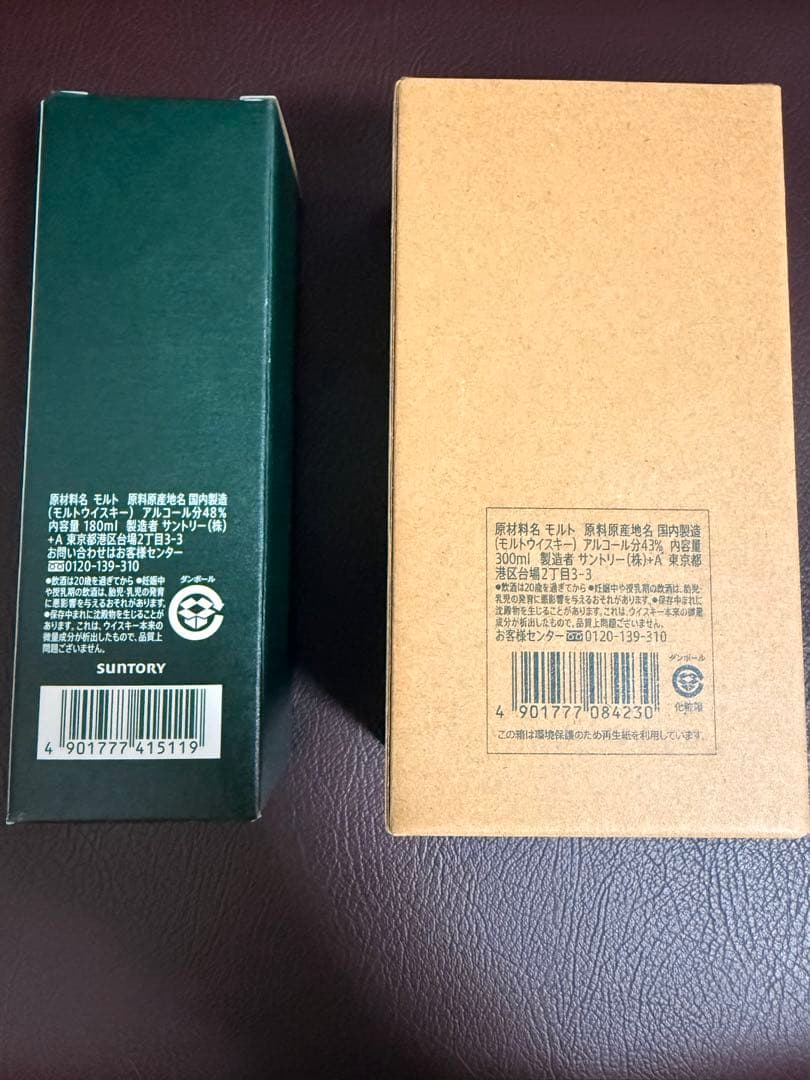 原材料名 モルト 原料原産地名 国内製造
(モルトウイスキー) アルコール分48%
内容量 180ml 製造者 サントリー(株)
+A 東京都港区台場2丁目3-3
お問い合わせはお客様センター
0120-139-310
●飲酒は20歳を過ぎてから ●妊娠中
や授乳期の飲酒は、胎児・乳児の発育
に悪影響を与えるおそれがあります。
●保存中まれに沈殿物を生じることが
あります。これは、ウイスキー本来の
微量成分が析出したもので、品質上
問題ございません。
ダンボール
SUNTORY
4 901777 415119
原材料名 モルト 原料原産地名 国内製造
(モルトウイスキー) アルコール分43% 内容量
300ml 製造者 サントリー(株)+A 東京都
港区台場2丁目3-3
●飲酒は20歳を過ぎてから ●妊娠中や授乳期の飲酒は、胎児・
乳児の発育に悪影響を与えるおそれがあります。 ●保存中まれに
沈殿物を生じることがあります。これは、ウイスキー本来の微量
成分が析出したもので、品質上問題ございません。
お客様センター 0120-139-310
ダンボール
化粧箱
4 901777 084230
この箱は環境保護のため再生紙を利用しています。